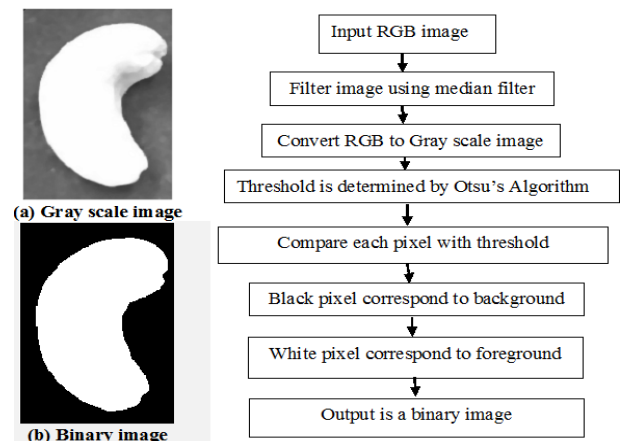 (a) Gray scale image
(b) Binary image
Input RGB image
Filter image using median filter
Convert RGB to Gray scale image
Threshold is determined by Otsu's Algorithm
Compare each pixel with threshold
Black pixel correspond to background
White pixel correspond to foreground
Output is a binary image